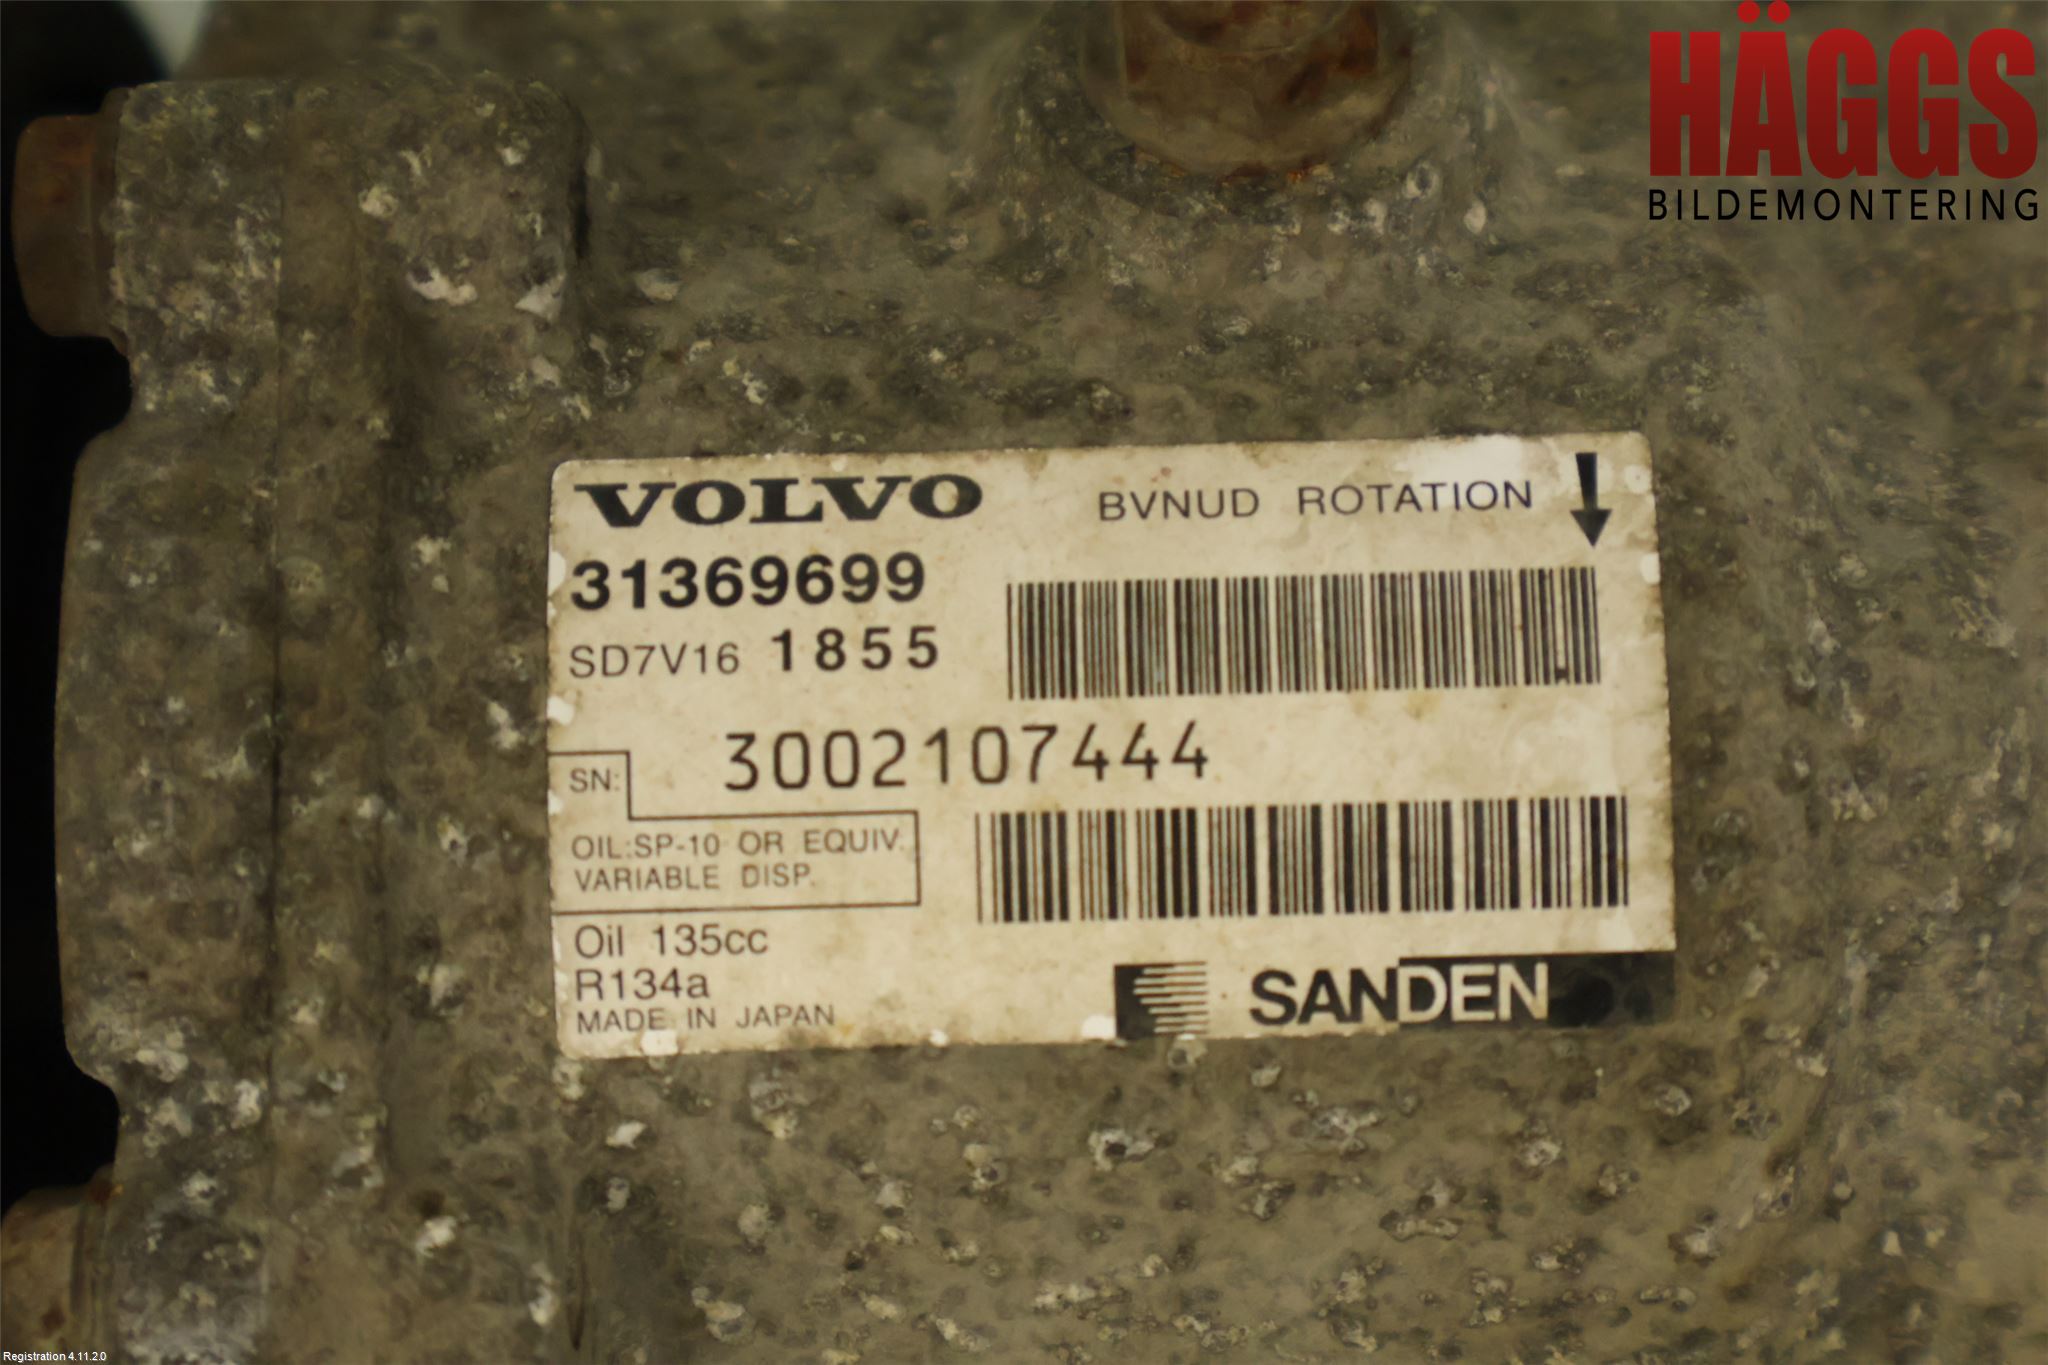 HÄGGS
BILDEMONTERING
VOLVO BVNUD ROTATION
31369699
SD7V16 1855
3002107444
SN:
OIL:SP-10 OR EQUIV.
VARIABLE DISP.
Oil 135cc
R134a
MADE IN JAPAN
SANDEN
Registration 4.11.2.0